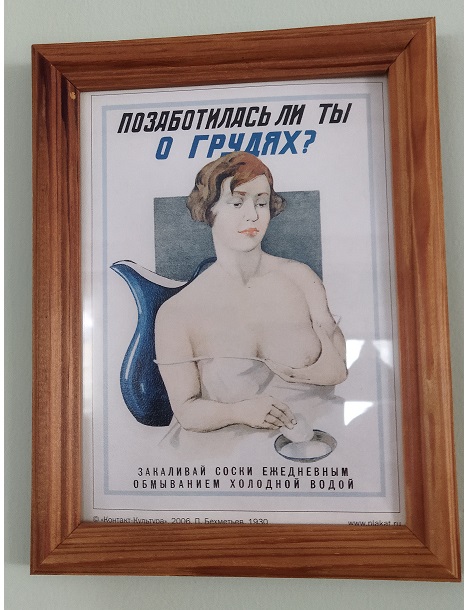 ПОЗАБОТИЛАСЬ ЛИ ТЫ
О ГРУДЯХ?
ЗАКАЛИВАЙ СОСКИ ЕЖЕДНЕВНЫМ
ОБМЫВАНИЕМ ХОЛОДНОЙ ВОДОЙ
© «Контакт-Культура», 2006. П. Бехметьев, 1930
www.plakat.ru